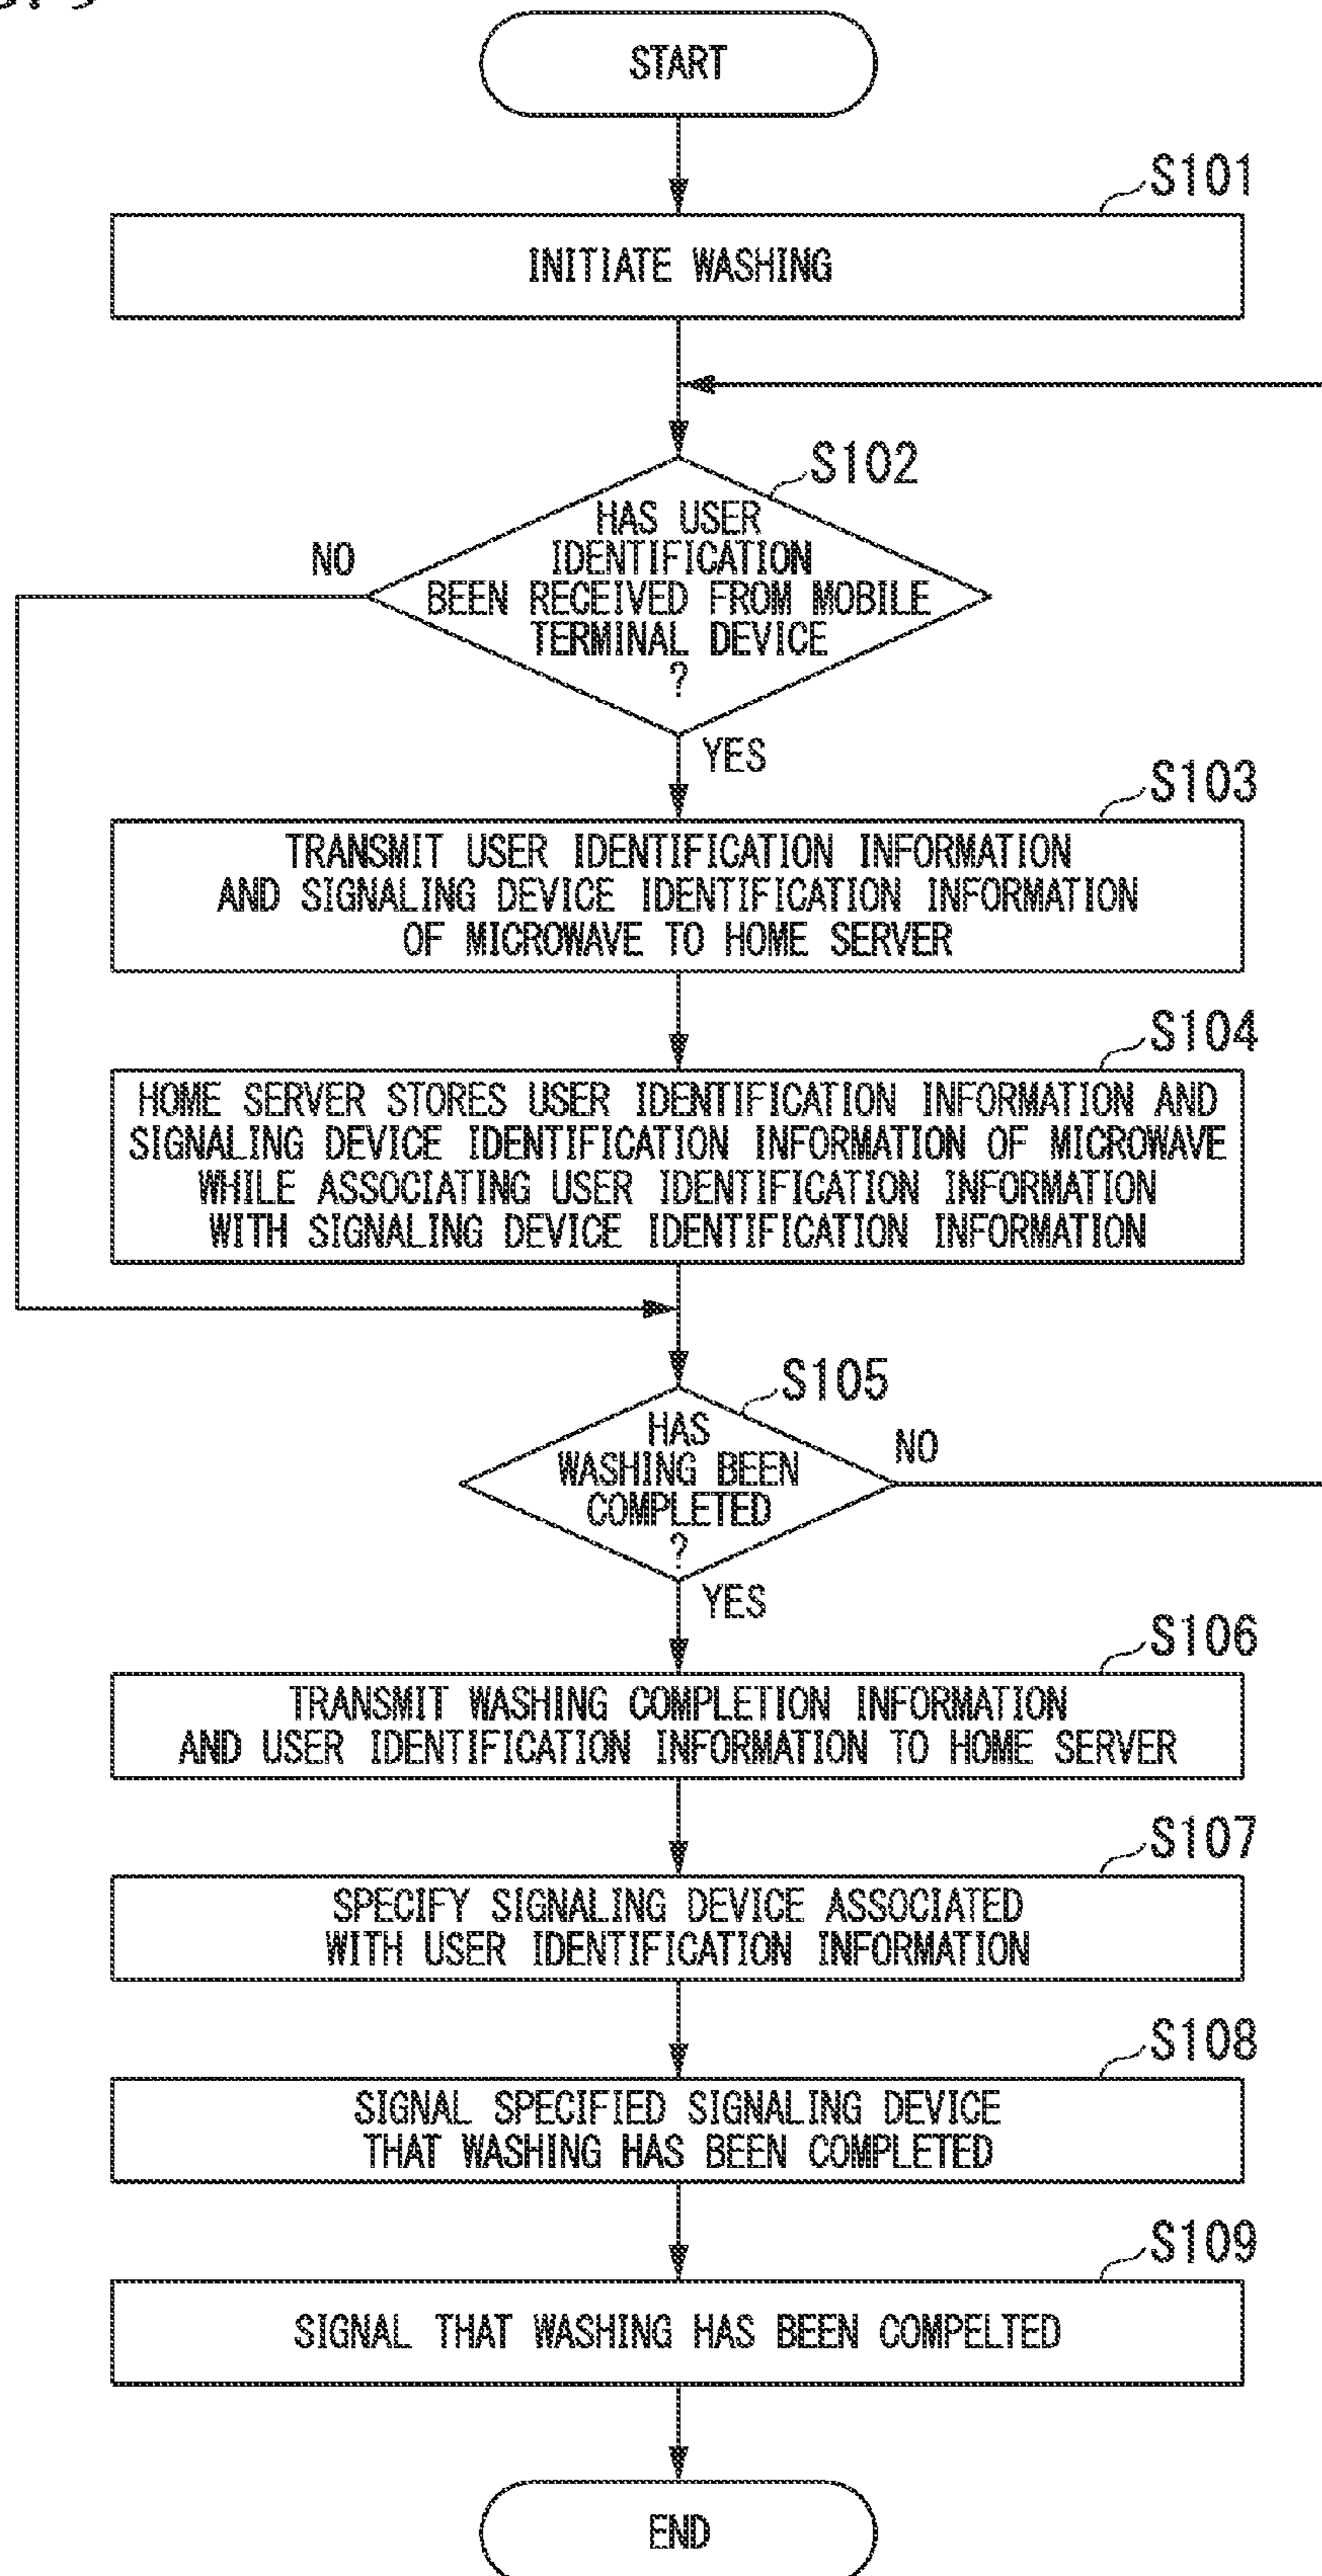 START
S101
INITIATE WASHING
S102
HAS USER
IDENTIFICATION
BEEN RECEIVED FROM MOBILE
TERMINAL DEVICE
?
NO
YES
S103
TRANSMIT USER IDENTIFICATION INFORMATION
AND SIGNALING DEVICE IDENTIFICATION INFORMATION
OF MICROWAVE TO HOME SERVER
S104
HOME SERVER STORES USER IDENTIFICATION INFORMATION AND
SIGNALING DEVICE IDENTIFICATION INFORMATION OF MICROWAVE
WHILE ASSOCIATING USER IDENTIFICATION INFORMATION
WITH SIGNALING DEVICE IDENTIFICATION INFORMATION
S105
HAS
WASHING BEEN
COMPLETED
?
NO
YES
S106
TRANSMIT WASHING COMPLETION INFORMATION
AND USER IDENTIFICATION INFORMATION TO HOME SERVER
S107
SPECIFY SIGNALING DEVICE ASSOCIATED
WITH USER IDENTIFICATION INFORMATION
S108
SIGNAL SPECIFIED SIGNALING DEVICE
THAT WASHING HAS BEEN COMPLETED
S109
SIGNAL THAT WASHING HAS BEEN COMPELTED
END